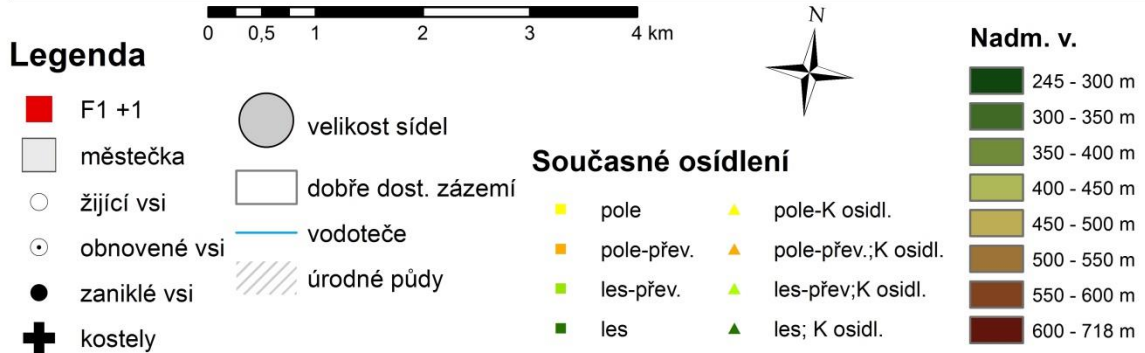 0 0,5 1 2 3 4 km
N
Legenda
F1 +1
městečka
žijící vsi
obnovené vsi
zaniklé vsi
kostely
velikost sídel
dobře dost. zázemí
vodoteče
úrodné půdy
Současné osídlení
pole
pole-přev.
les-přev.
les
pole-K osidl.
pole-přev.;K osidl.
les-přev;K osidl.
les; K osidl.
Nadm. v.
245 - 300 m
300 - 350 m
350 - 400 m
400 - 450 m
450 - 500 m
500 - 550 m
550 - 600 m
600 - 718 m